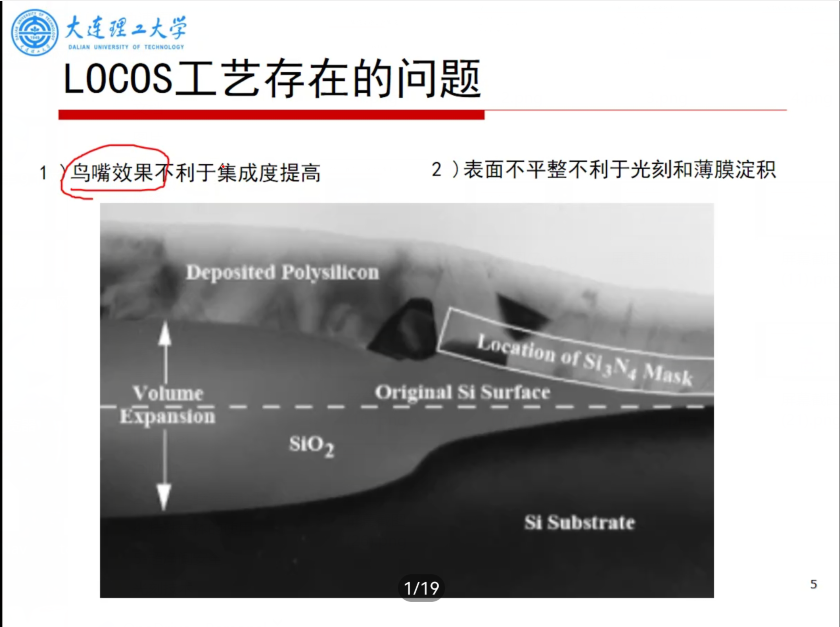 大连理工大学
DALIAN UNIVERSITY OF TECHNOLOGY
LOCOS工艺存在的问题
1 ）鸟嘴效果不利于集成度提高
2 ）表面不平整不利于光刻和薄膜淀积
Deposited Polysilicon
Location of Si₃N₄ Mask
Volume
Expansion
Original Si Surface
SiO₂
Si Substrate
1/19
5